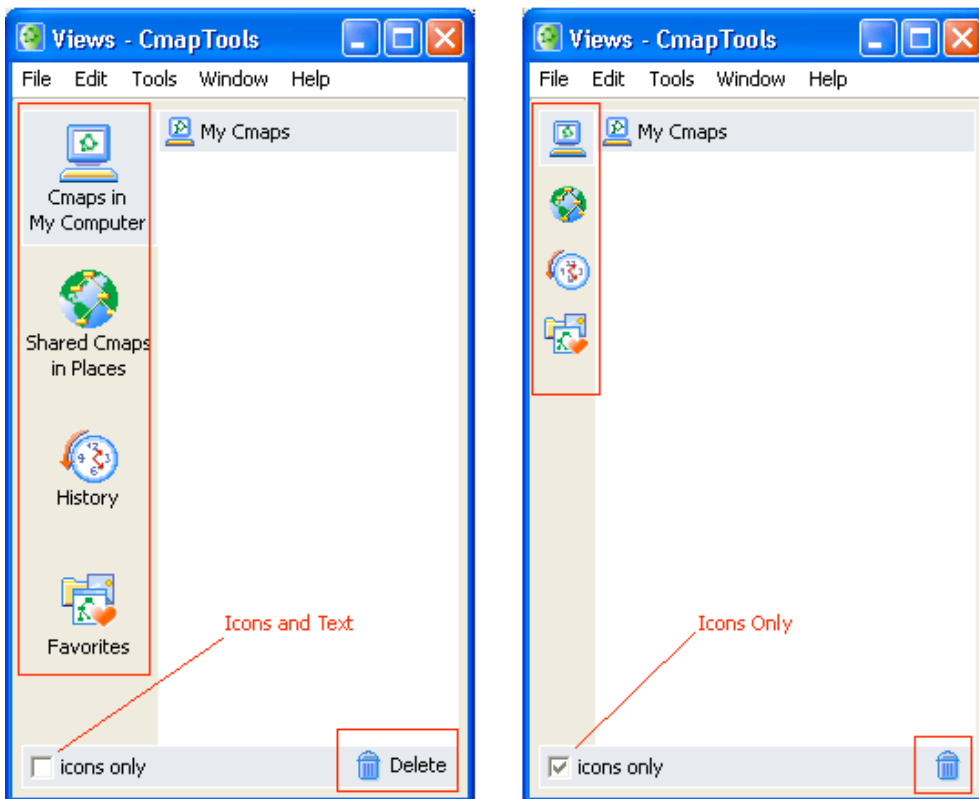 Views - CmapTools
File Edit Tools Window Help
My Cmaps
Cmaps in
My Computer
Shared Cmaps
in Places
History
Favorites
Icons and Text
icons only
Delete
Views - CmapTools
File Edit Tools Window Help
My Cmaps
Icons Only
icons only